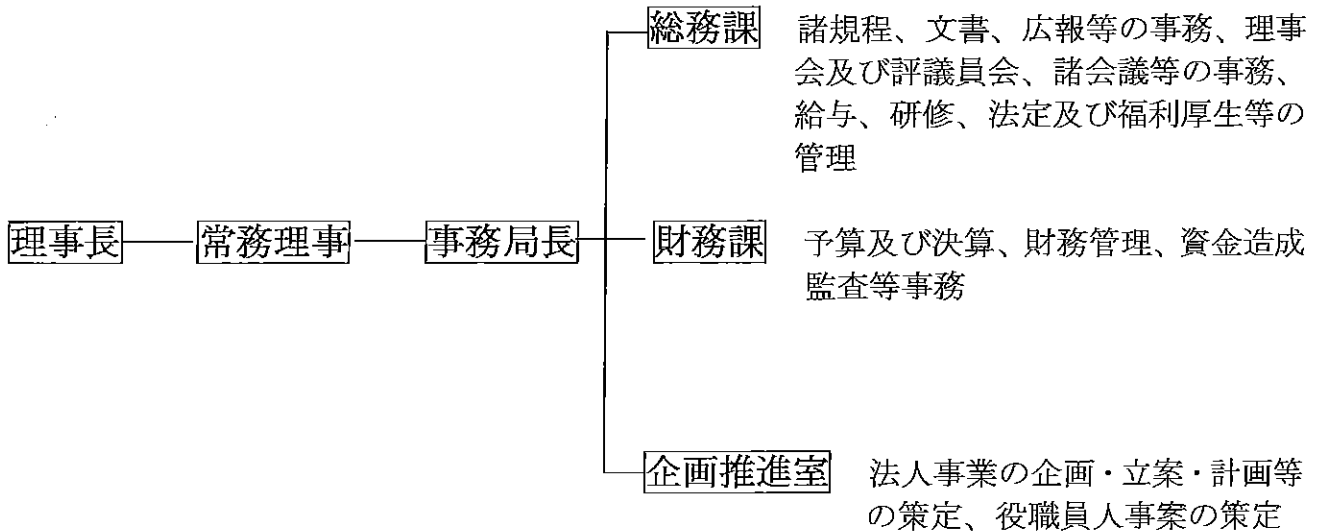 総務課
諸規程、文書、広報等の事務、理事
会及び評議員会、諸会議等の事務、
給与、研修、法定及び福利厚生等の
管理
理事長
常務理事
事務局長
財務課
予算及び決算、財務管理、資金造成
監査等事務
企画推進室
法人事業の企画・立案・計画等
の策定、役職員人事案の策定